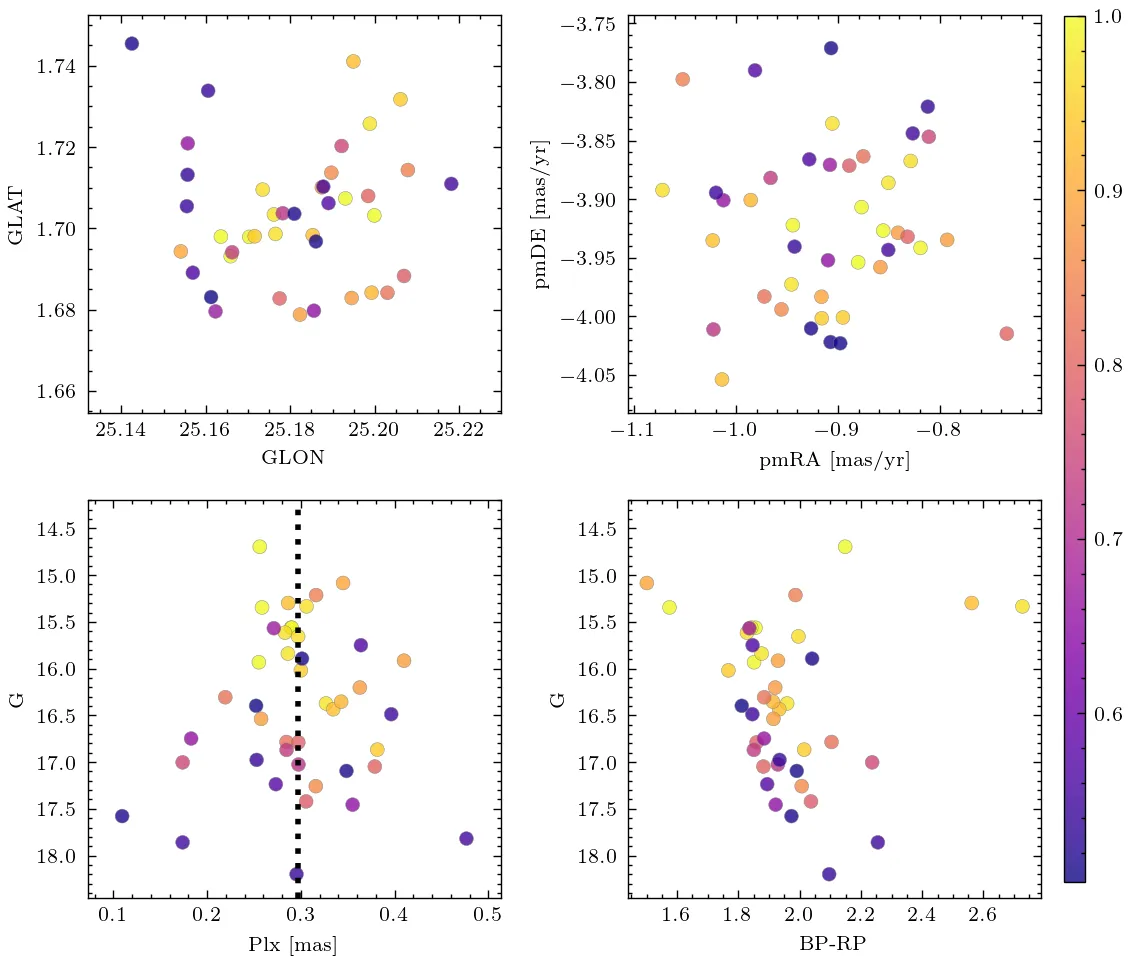 GLAT
1.74
1.72
1.70
1.68
1.66
25.14 25.16 25.18 25.20 25.22
GLON
pmDE [mas/yr]
−3.75
−3.80
−3.85
−3.90
−3.95
−4.00
−4.05
−1.1 −1.0 −0.9 −0.8
pmRA [mas/yr]
1.0
0.9
0.8
0.7
0.6
G
14.5
15.0
15.5
16.0
16.5
17.0
17.5
18.0
0.1 0.2 0.3 0.4 0.5
Plx [mas]
G
14.5
15.0
15.5
16.0
16.5
17.0
17.5
18.0
1.6 1.8 2.0 2.2 2.4 2.6
BP-RP